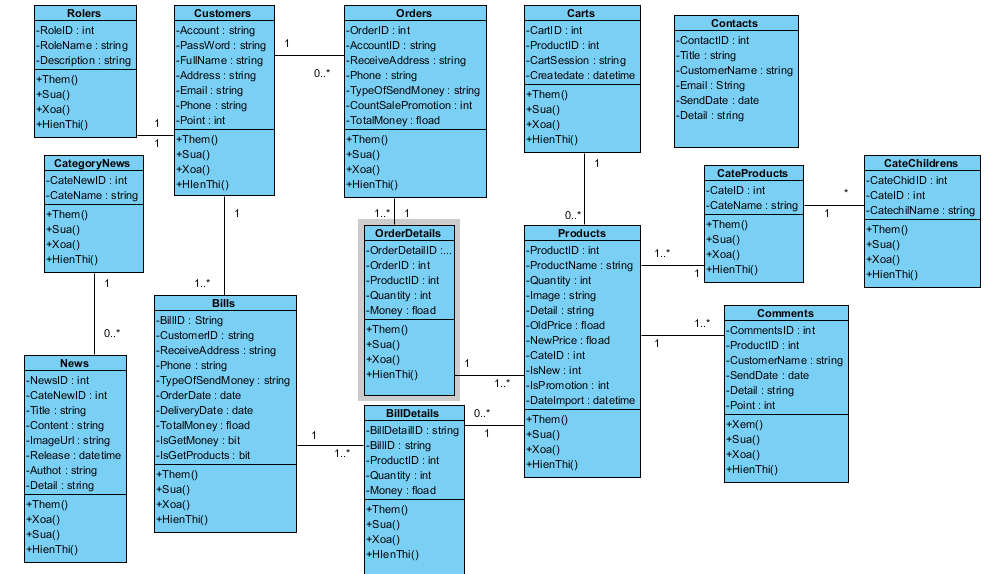 Rolers
-RoleID : int
-RoleName : string
-Description : string
+Them()
+Sua()
+Xoa()
+HienThi()
Customers
-Account : string
-PassWord : string
-FullName : string
-Address : string
-Email : string
-Phone : string
-Point : int
+Them()
+Sua()
+Xoa()
+HIenThi()
Orders
-OrderID : int
-AccountID : string
-ReceiveAddress : string
-Phone : string
-TypeOfSendMoney : string
-CountSalePromotion : int
-TotalMoney : fload
+Them()
+Sua()
+Xoa()
+HienThi()
Carts
-CartID : int
-ProductID : int
-CartSession : string
-Createdate : datetime
+Them()
+Sua()
+Xoa()
+HienThi()
Contacts
-ContactID : int
-Title : string
-CustomerName : string
-Email : String
-SendDate : date
-Detail : string
1
0..*
1
1
CategoryNews
-CateNewID : int
-CateName : string
+Them()
+Sua()
+Xoa()
+HienThi()
1
0..*
1
1..*
1..*
1
1
0..*
CateProducts
-CateID : int
-CateName : string
+Them()
+Sua()
+Xoa()
+HienThi()
1
*
CateChildrens
-CateChidID : int
-CateID : int
-CatechilName : string
+Them()
+Sua()
+Xoa()
+HienThi()
OrderDetails
-OrderDetailID :...
-OrderID : int
-ProductID : int
-Quantity : int
-Money : fload
+Them()
+Sua()
+Xoa()
+HienThi()
1
1..*
Products
-ProductID : int
-ProductName : string
-Quantity : int
-Image : string
-Detail : string
-OldPrice : fload
-NewPrice : fload
-CateID : int
-IsNew : int
-IsPromotion : int
-DateImport : datetime
+Them()
+Sua()
+Xoa()
+HienThi()
1..*
1
1..*
1
Bills
-BillID : String
-CustomerID : string
-ReceiveAddress : string
-Phone : string
-TypeOfSendMoney : string
-OrderDate : date
-DeliveryDate : date
-TotalMoney : fload
-IsGetMoney : bit
-IsGetProducts : bit
+Them()
+Sua()
+Xoa()
+HienThi()
1
1..*
Comments
-CommentsID : int
-ProductID : int
-CustomerName : string
-SendDate : date
-Detail : string
-Point : int
+Xem()
+Sua()
+Xoa()
+HienThi()
News
-NewsID : int
-CateNewID : int
-Title : string
-Content : string
-ImageUrl : string
-Release : datetime
-Authot : string
-Detail : string
+Them()
+Xoa()
+Sua()
+HienThi()
BillDetails
-BillDetailID : string
-BillID : string
-ProductID : int
-Quantity : int
-Money : fload
+Them()
+Sua()
+Xoa()
+HIenThi()
0..*
1